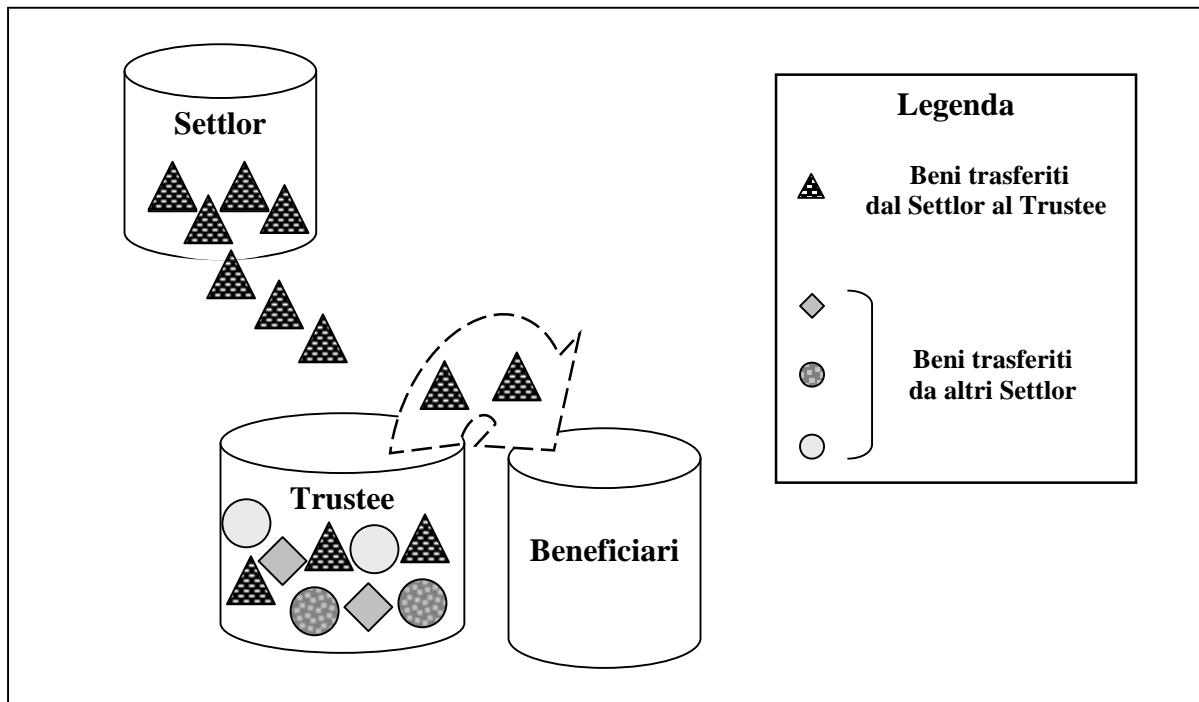 Settlor
Trustee
Beneficiari
Legenda
Beni trasferiti
dal Settlor al Trustee
Beni trasferiti
da altri Settlor